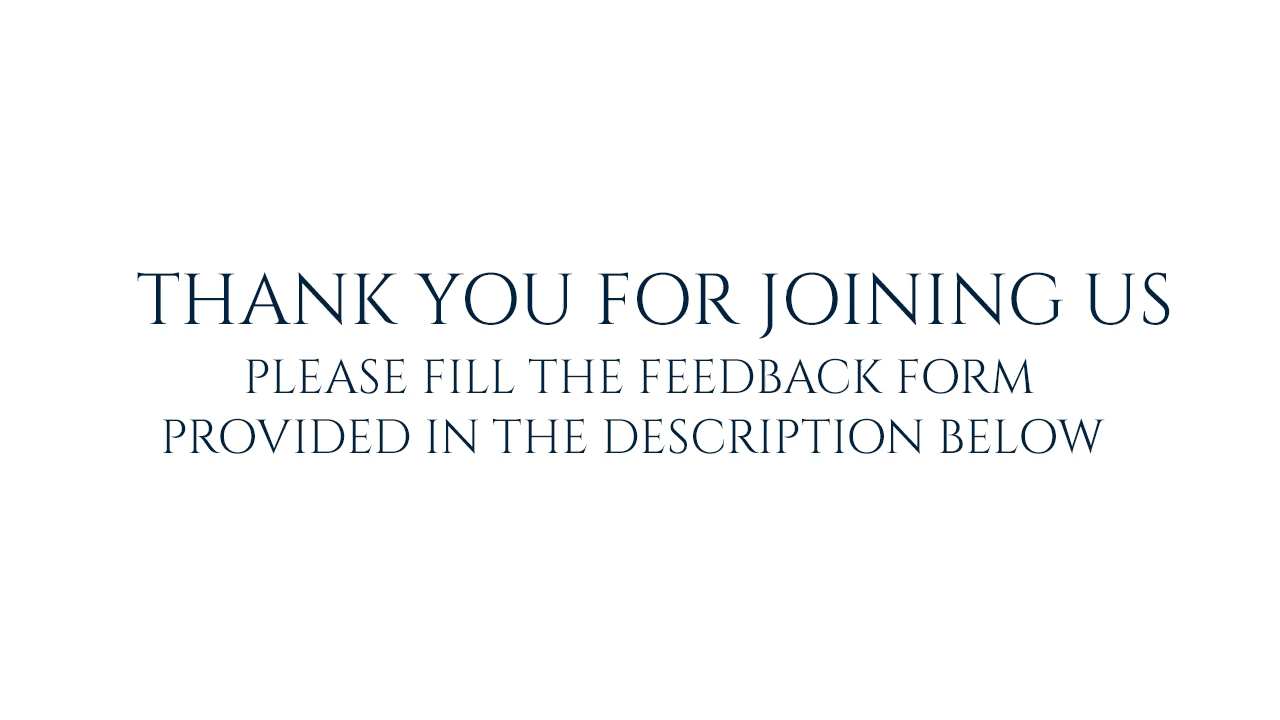 THANK YOU FOR JOINING US
PLEASE FILL THE FEEDBACK FORM
PROVIDED IN THE DESCRIPTION BELOW